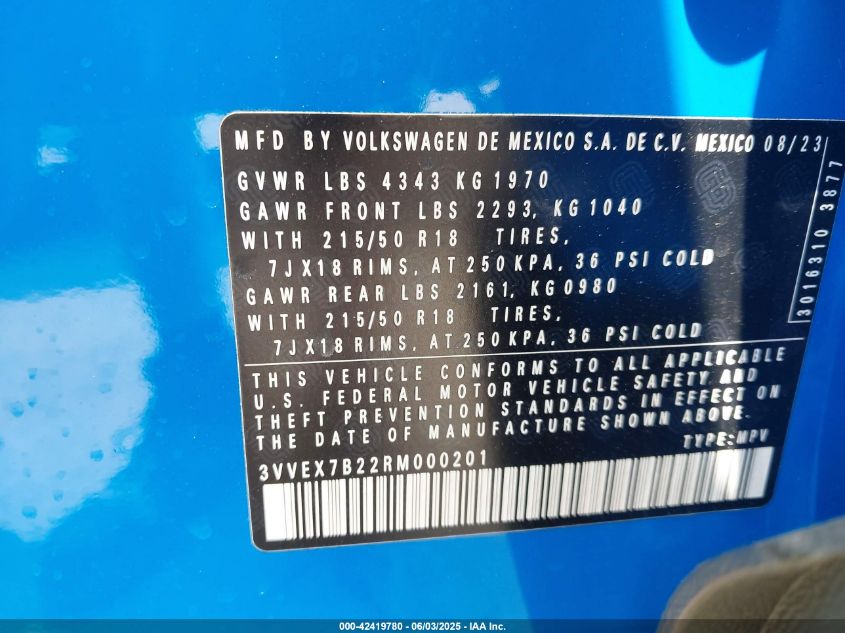 MFD BY VOLKSWAGEN DE MEXICO S.A. DE C.V. MEXICO 08/23
GVWR LBS 4343 KG 1970
GAWR FRONT LBS 2293, KG 1040
WITH 215/50 R18 TIRES,
7JX18 RIMS, AT 250 KPA, 36 PSI COLD
GAWR REAR LBS 2161, KG 0980
WITH 215/50 R18 TIRES,
7JX18 RIMS, AT 250 KPA, 36 PSI COLD
THIS VEHICLE CONFORMS TO ALL APPLICABLE
U.S. FEDERAL MOTOR VEHICLE SAFETY AND
THEFT PREVENTION STANDARDS IN EFFECT ON
THE DATE OF MANUFACTURE SHOWN ABOVE.
TYPE: MPV
3VVEX7B22RM000201
3016310 3877
000-42419780 - 06/03/2025 - IAA Inc.